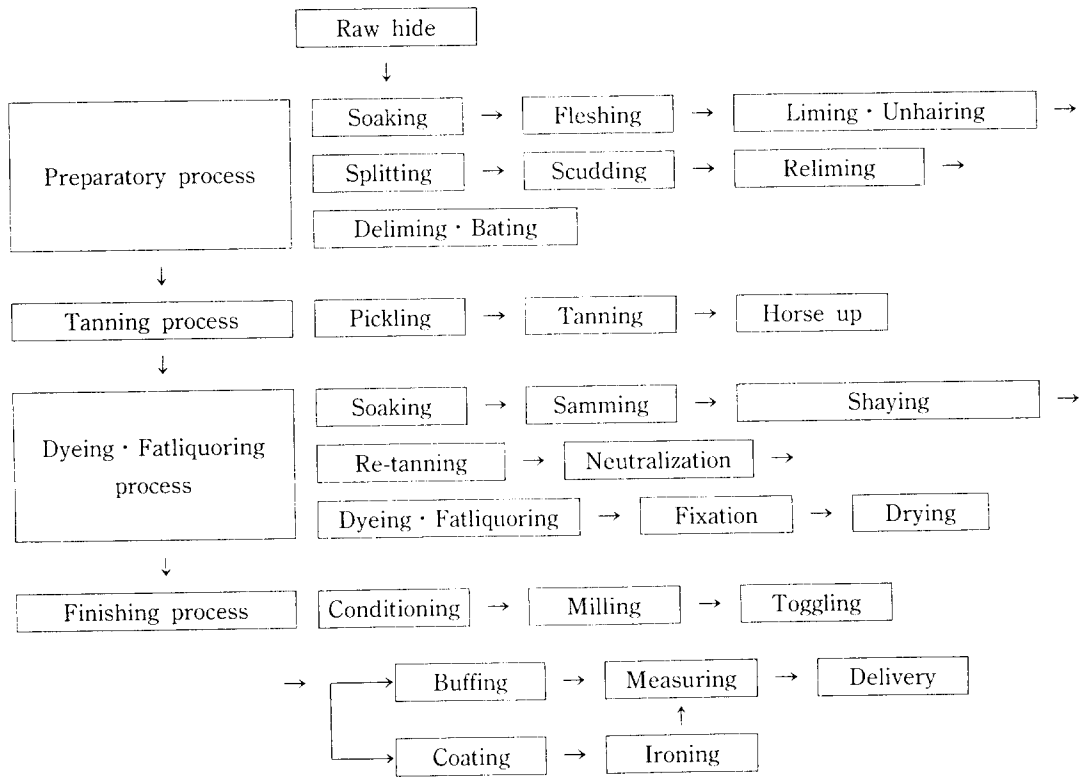 Raw hide
↓
Soaking → Fleshing → Liming · Unhairing →
Preparatory process
Splitting → Scudding → Reliming →
Deliming · Bating
↓
Tanning process
Pickling → Tanning → Horse up
↓
Soaking → Samming → Shaying →
Dyeing · Fatliquoring
process
Re-tanning → Neutralization →
Dyeing · Fatliquoring → Fixation → Drying
↓
Finishing process
Conditioning → Milling → Toggling
→ Buffing → Measuring → Delivery
↑
Coating → Ironing